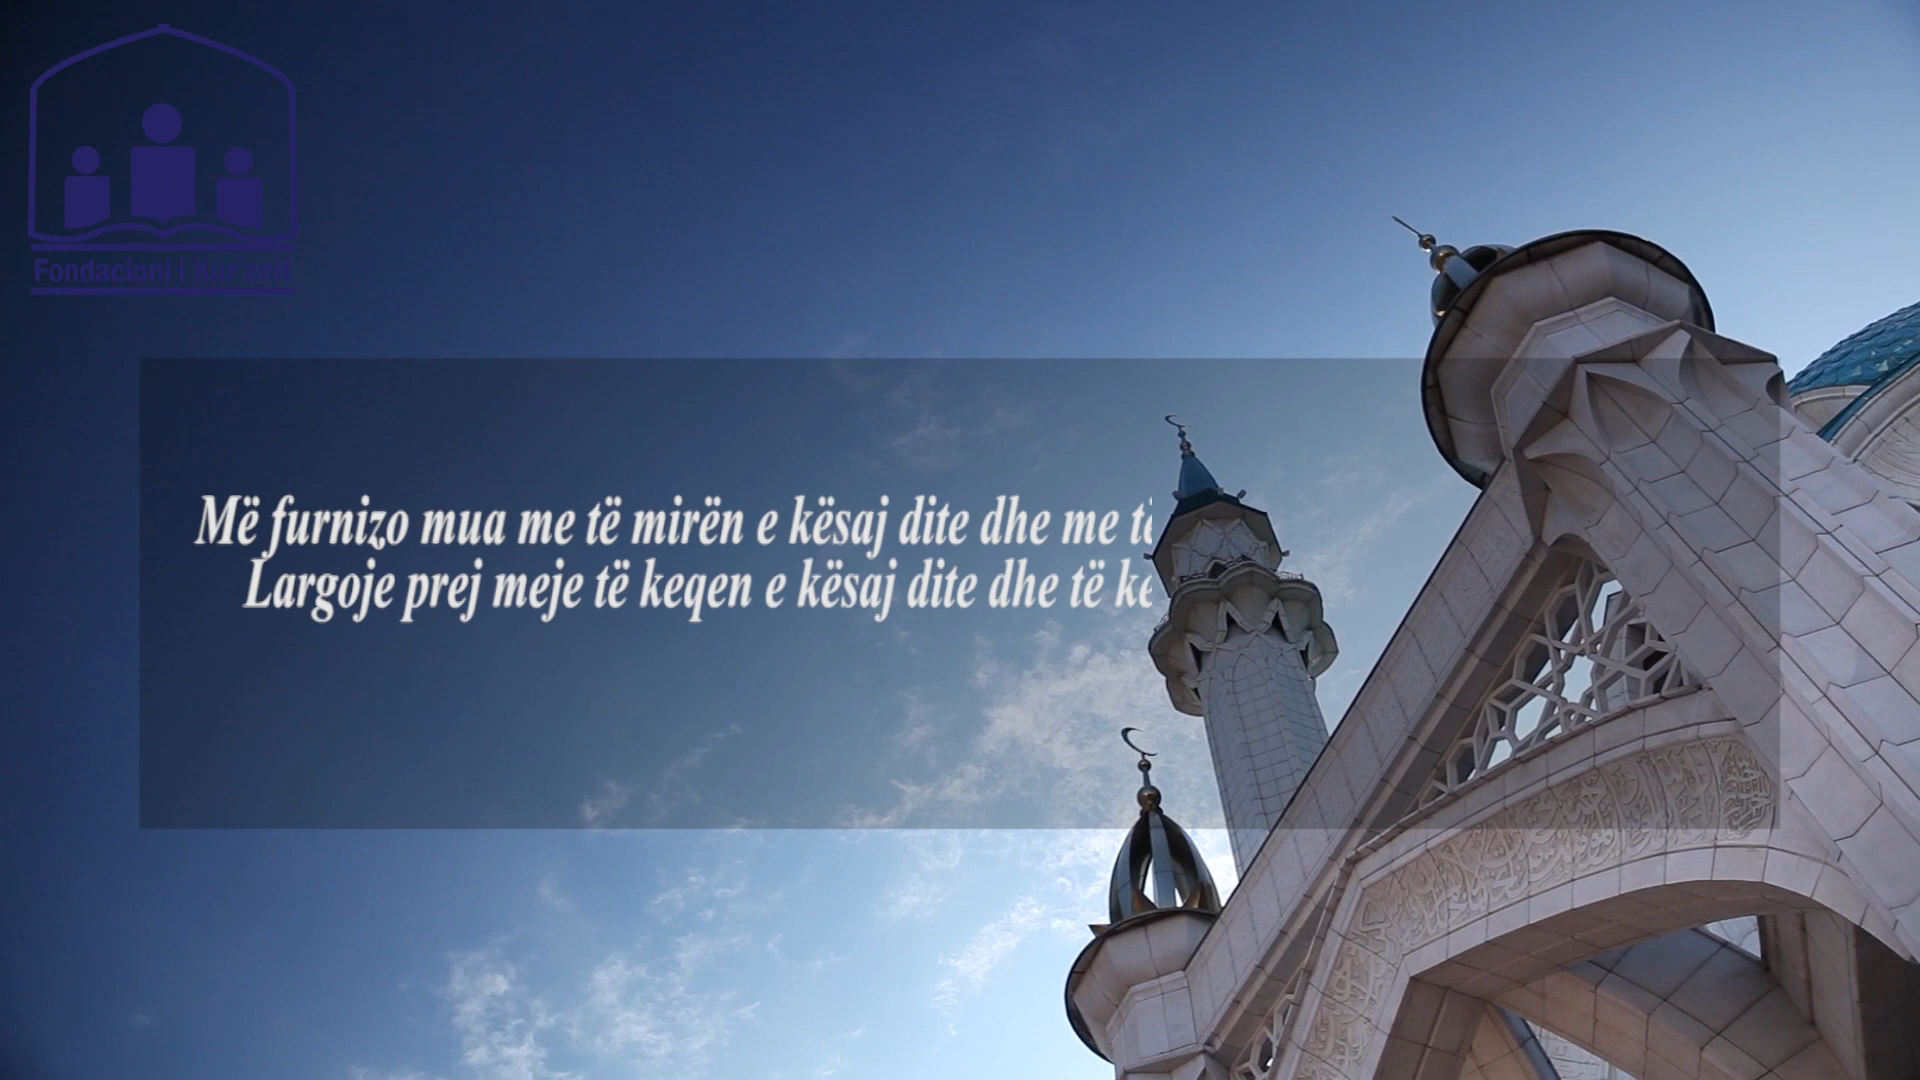 Fondacioni i Kur'anit
Më furnizo mua me të mirën e kësaj dite dhe me të
Largoje prej meje të keqen e kësaj dite dhe të